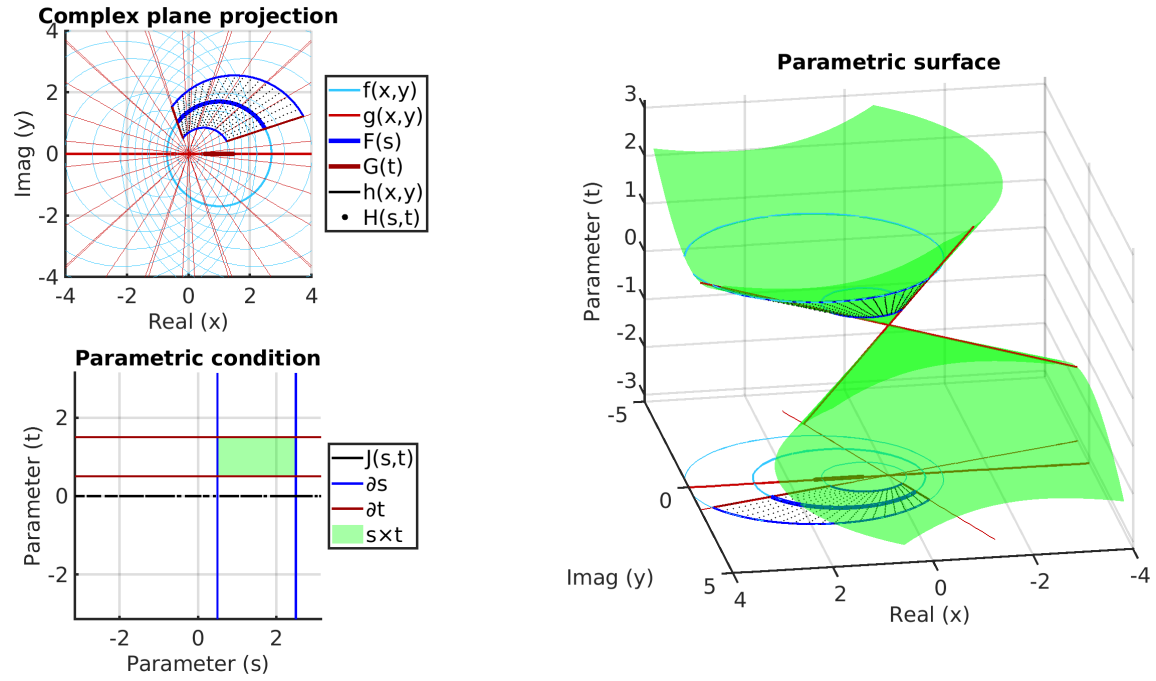 Complex plane projection
4
2
0
-2
-4
-4
-2
0
2
4
Imag (y)
Real (x)
f(x,y)
g(x,y)
F(s)
G(t)
h(x,y)
H(s,t)
Parametric condition
2
0
-2
-2
0
2
Parameter (t)
Parameter (s)
J(s,t)
∂s
∂t
s×t
Parametric surface
3
2
1
0
-1
-2
-3
Parameter (t)
-5
0
5
Imag (y)
4
2
0
-2
-4
Real (x)